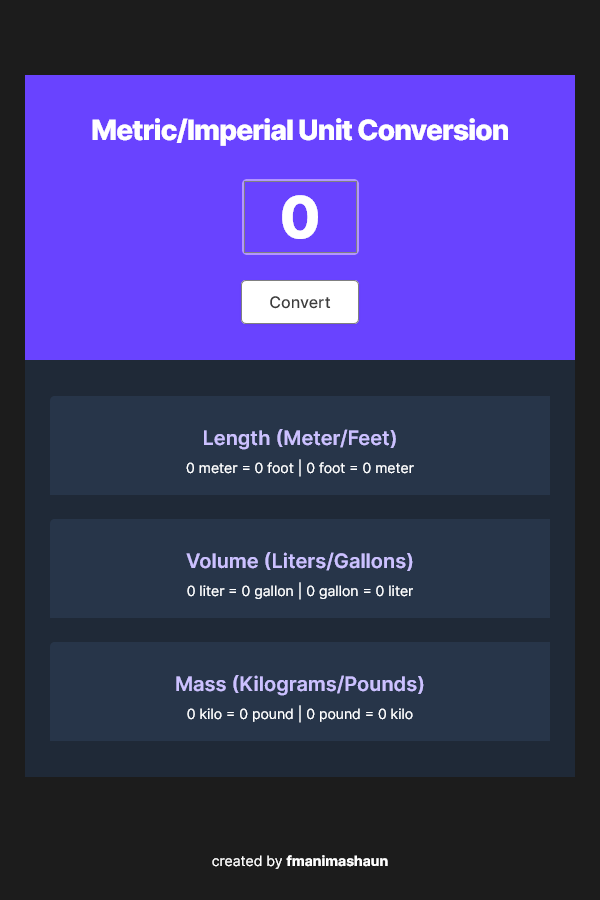 Metric/Imperial Unit Conversion
0
Convert
Length (Meter/Feet)
0 meter = 0 foot | 0 foot = 0 meter
Volume (Liters/Gallons)
0 liter = 0 gallon | 0 gallon = 0 liter
Mass (Kilograms/Pounds)
0 kilo = 0 pound | 0 pound = 0 kilo
created by fmanimashaun